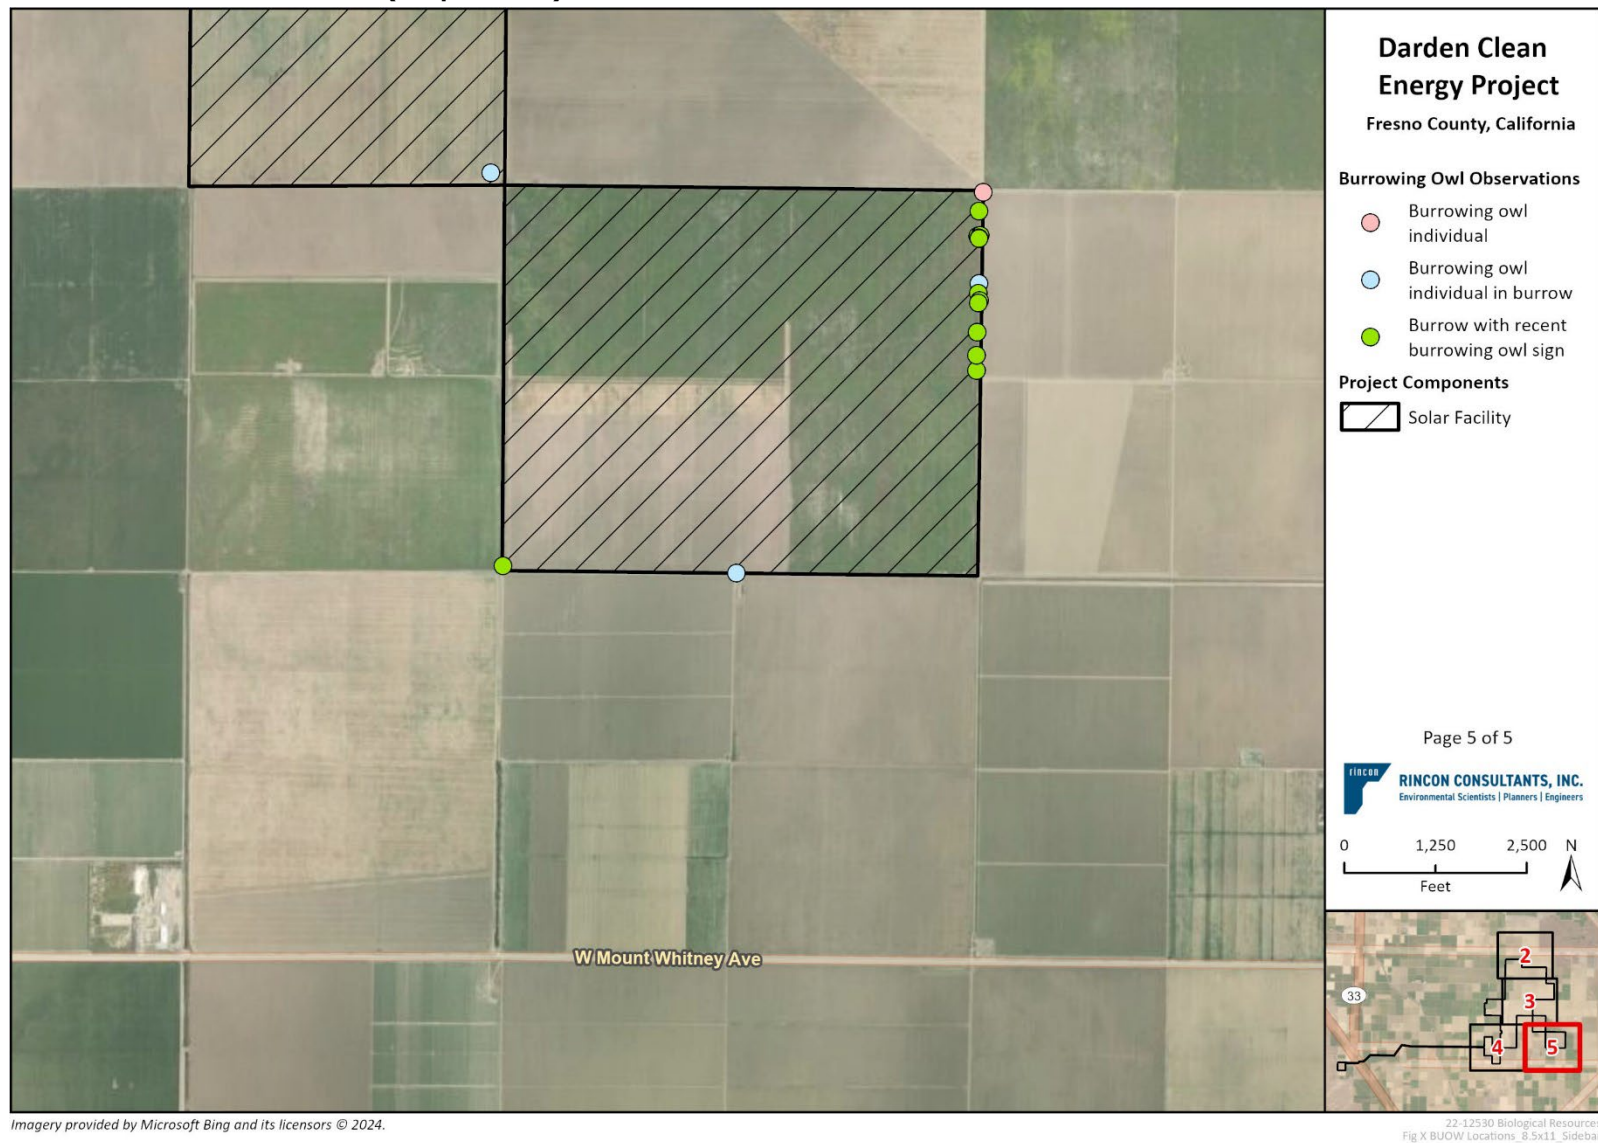 Darden Clean
Energy Project
Fresno County, California
Burrowing Owl Observations
Burrowing owl
individual
Burrowing owl
individual in burrow
Burrow with recent
burrowing owl sign
Project Components
Solar Facility
W Mount Whitney Ave
Page 5 of 5
rincon
RINCON CONSULTANTS, INC.
Environmental Scientists | Planners | Engineers
0 1,250 2,500 N
Feet
2
33
3
4 5
Imagery provided by Microsoft Bing and its licensors © 2024.
22-12530 Biological Resources
Fig X BUOW Locations_8.5x11_Sidebar